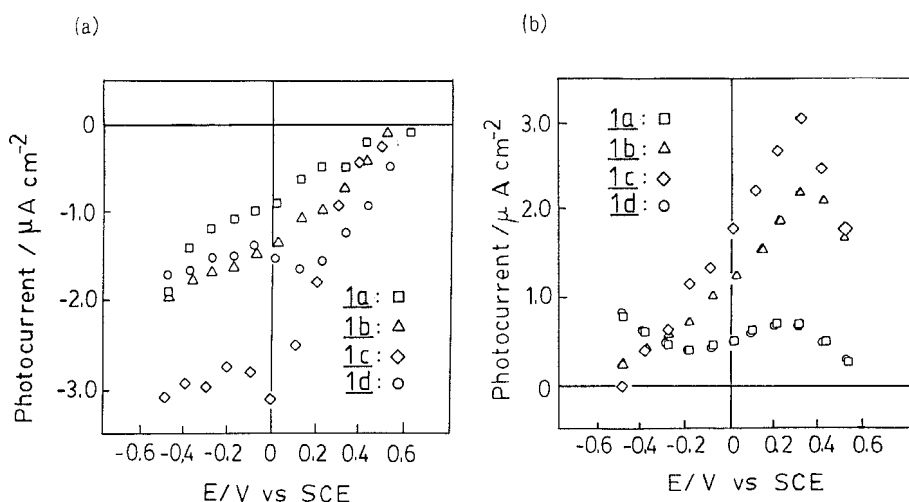 (a)
Photocurrent / μA cm-2
0
-1.0
-2.0
-3.0
1a: □
1b: △
1c: ◇
1d: ○
-0.6 -0,4 -0.2 0 0.2 0.4 0.6
E/V vs SCE
(b)
Photocurrent /μ A cm-2
3.0
2.0
1.0
0
1a: □
1b: △
1c: ◇
1d: ○
-0.6 -0.4 -0.2 0 0.2 0.4 0.6
E/V vs SCE